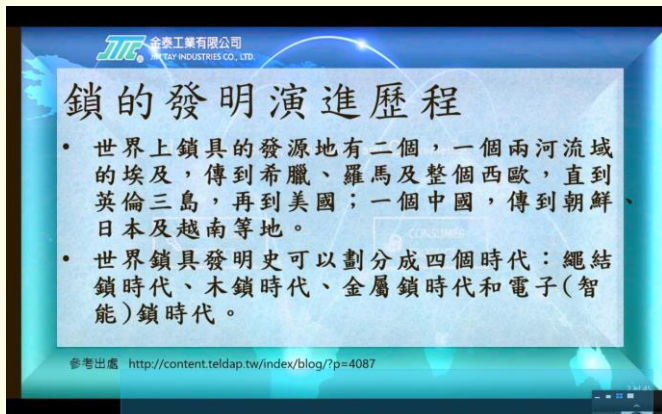 JTC® 金泰工業有限公司
JIN TAY INDUSTRIES CO., LTD.
鎖的發明演進歷程
• 世界上鎖具的發源地有二個，一個兩河流域
的埃及，傳到希臘、羅馬及整個西歐，直到
英倫三島，再到美國；一個中國，傳到朝鮮、
日本及越南等地。
CONSUMER
• 世界鎖具發明史可以劃分成四個時代：繩結
鎖時代、木鎖時代、金屬鎖時代和電子(智
能)鎖時代。
參考出處 http://content.teldap.tw/index/blog/?p=4087